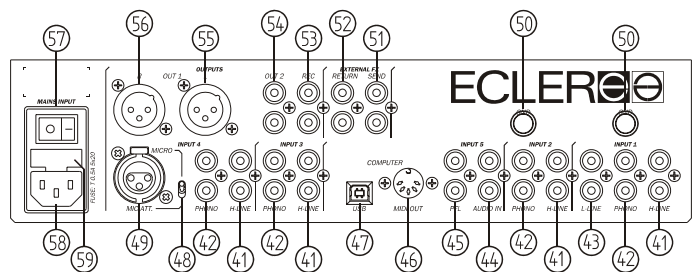 57 56 55 54 53 52 51 50 50
R OUT 1 OUTPUTS OUT 2 REC RETURN EXTERNAL FX SEND
ECLER
MAINS INPUT
FUSE: T 0.5A 5x20
INPUT 4 INPUT 3 COMPUTER INPUT 5 INPUT 2 INPUT 1
MICRO
MIC ATT. PHONO H-LINE PHONO H-LINE USB MIDI OUT PFL AUDIO IN PHONO H-LINE L-LINE PHONO H-LINE
58 59 49 48 42 41 42 41 47 46 45 44 42 41 43 42 41